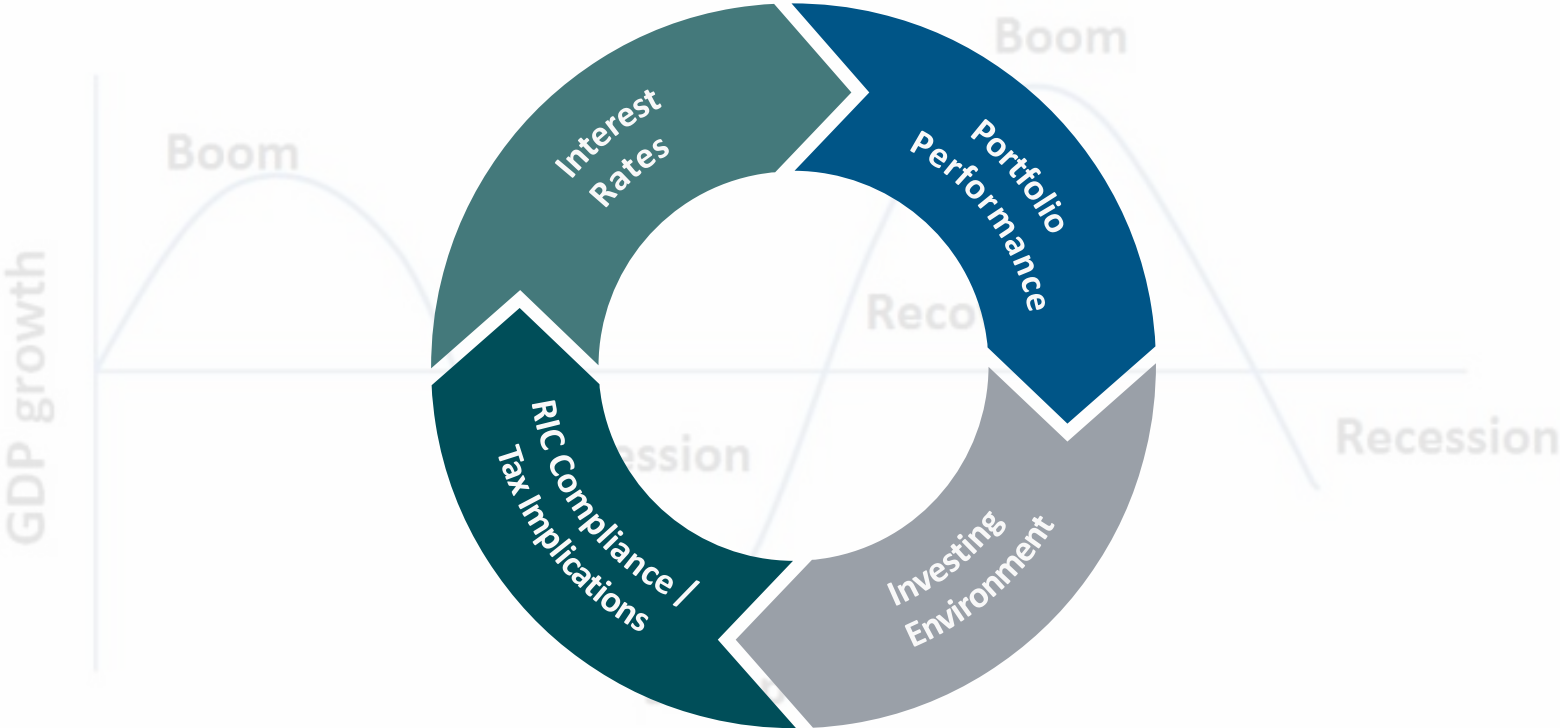 Boom
Boom
Interest
Rates
Portfolio
Performance
GDP growth
Reco
Recession
ession
RIC Compliance /
Tax Implications
Investing
Environment